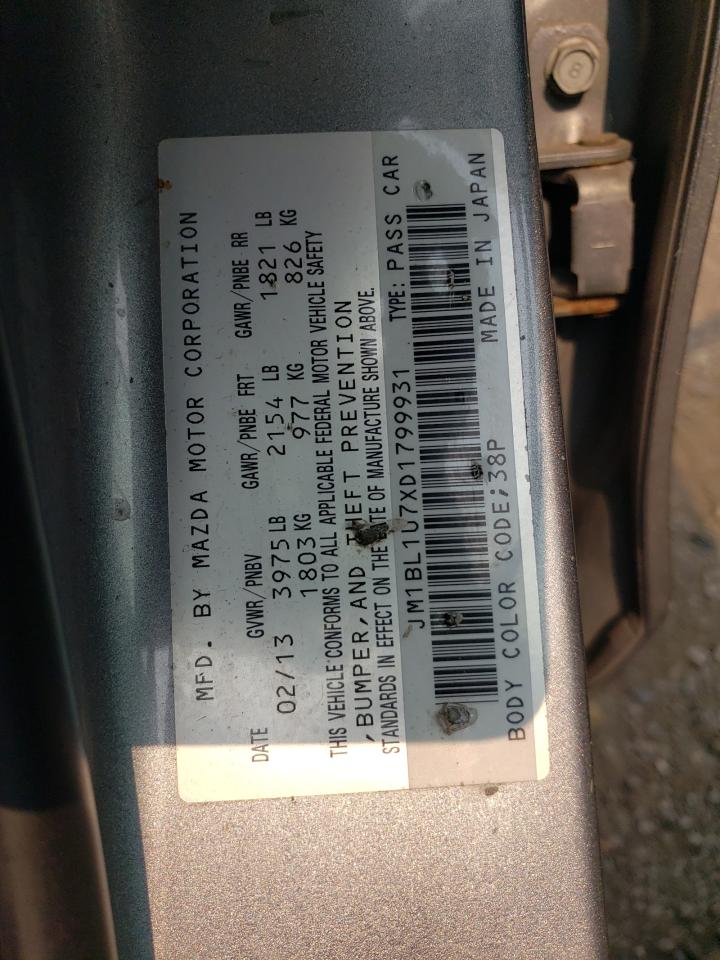 MFD. BY MAZDA MOTOR CORPORATION
DATE GVWR/PNBV GAWR/PNBE FRT GAWR/PNBE RR
02/13 3975 LB 2154 LB 1821 LB
1803 KG 977 KG 826 KG
THIS VEHICLE CONFORMS TO ALL APPLICABLE FEDERAL MOTOR VEHICLE SAFETY
, BUMPER, AND THEFT PREVENTION
STANDARDS IN EFFECT ON THE DATE OF MANUFACTURE SHOWN ABOVE.
JM1BL1U7XD1799931 TYPE: PASS CAR
BODY COLOR CODE;38P MADE IN JAPAN
8